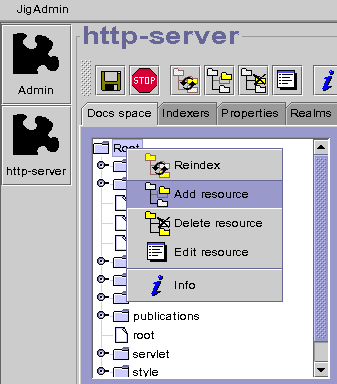 JigAdmin
http-server
STOP
Admin
http-server
Docs space
Indexers
Properties
Realms
Root
Reindex
Add resource
Delete resource
Edit resource
Info
publications
root
servlet
style